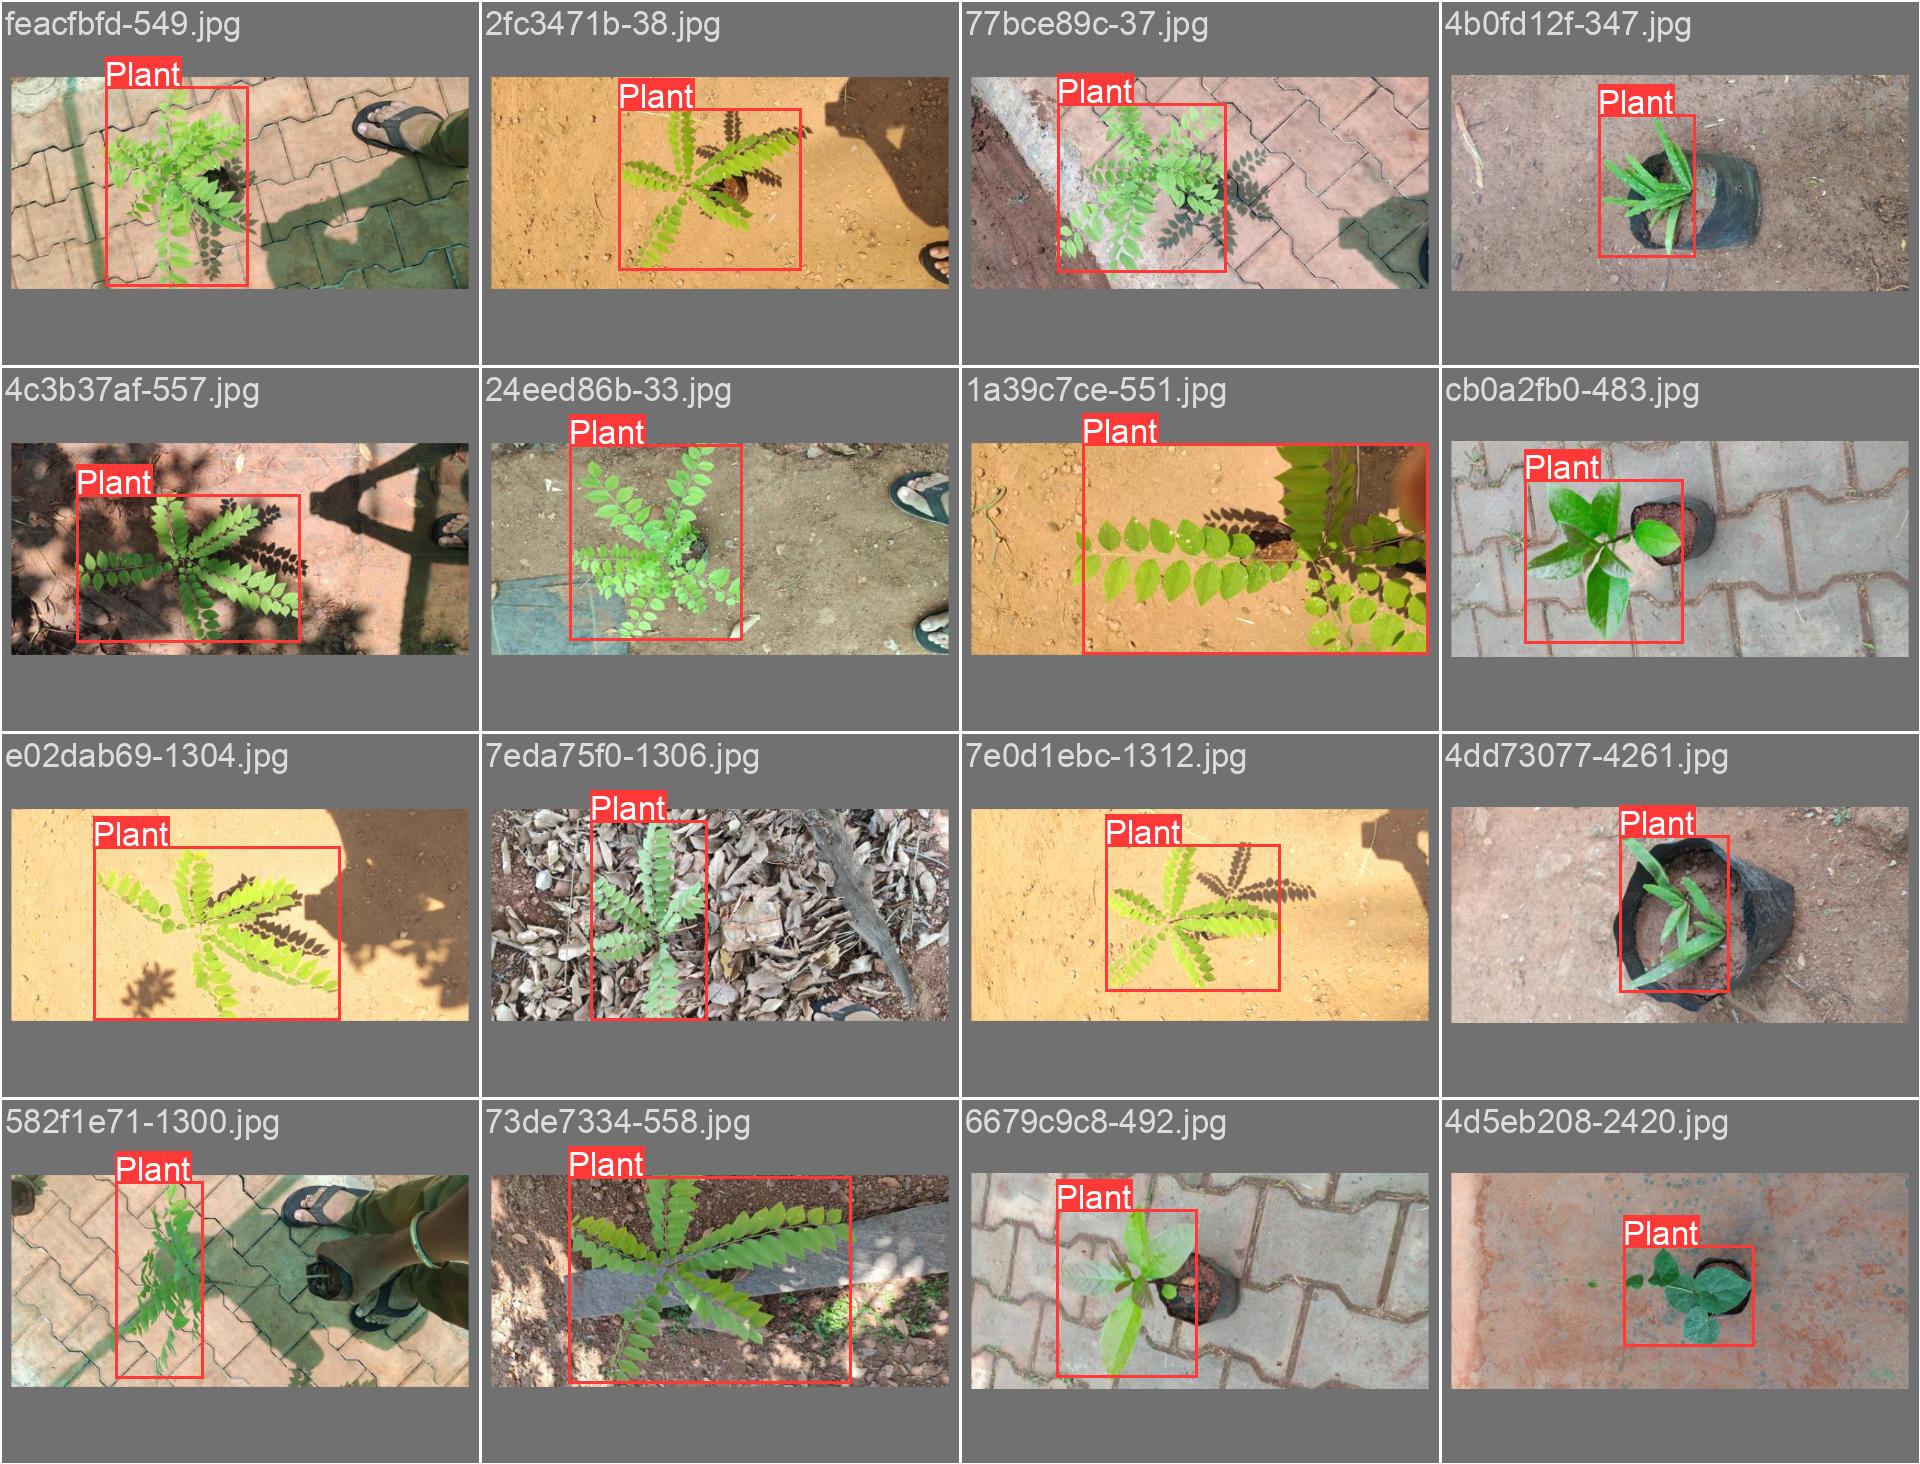 feacfbfd-549.jpg
2fc3471b-38.jpg
77bce89c-37.jpg
4b0fd12f-347.jpg
Plant
Plant
Plant
Plant
4c3b37af-557.jpg
24eed86b-33.jpg
1a39c7ce-551.jpg
cb0a2fb0-483.jpg
Plant
Plant
Plant
Plant
e02dab69-1304.jpg
7eda75f0-1306.jpg
7e0d1ebc-1312.jpg
4dd73077-4261.jpg
Plant
Plant
Plant
Plant
582f1e71-1300.jpg
73de7334-558.jpg
6679c9c8-492.jpg
4d5eb208-2420.jpg
Plant
Plant
Plant
Plant